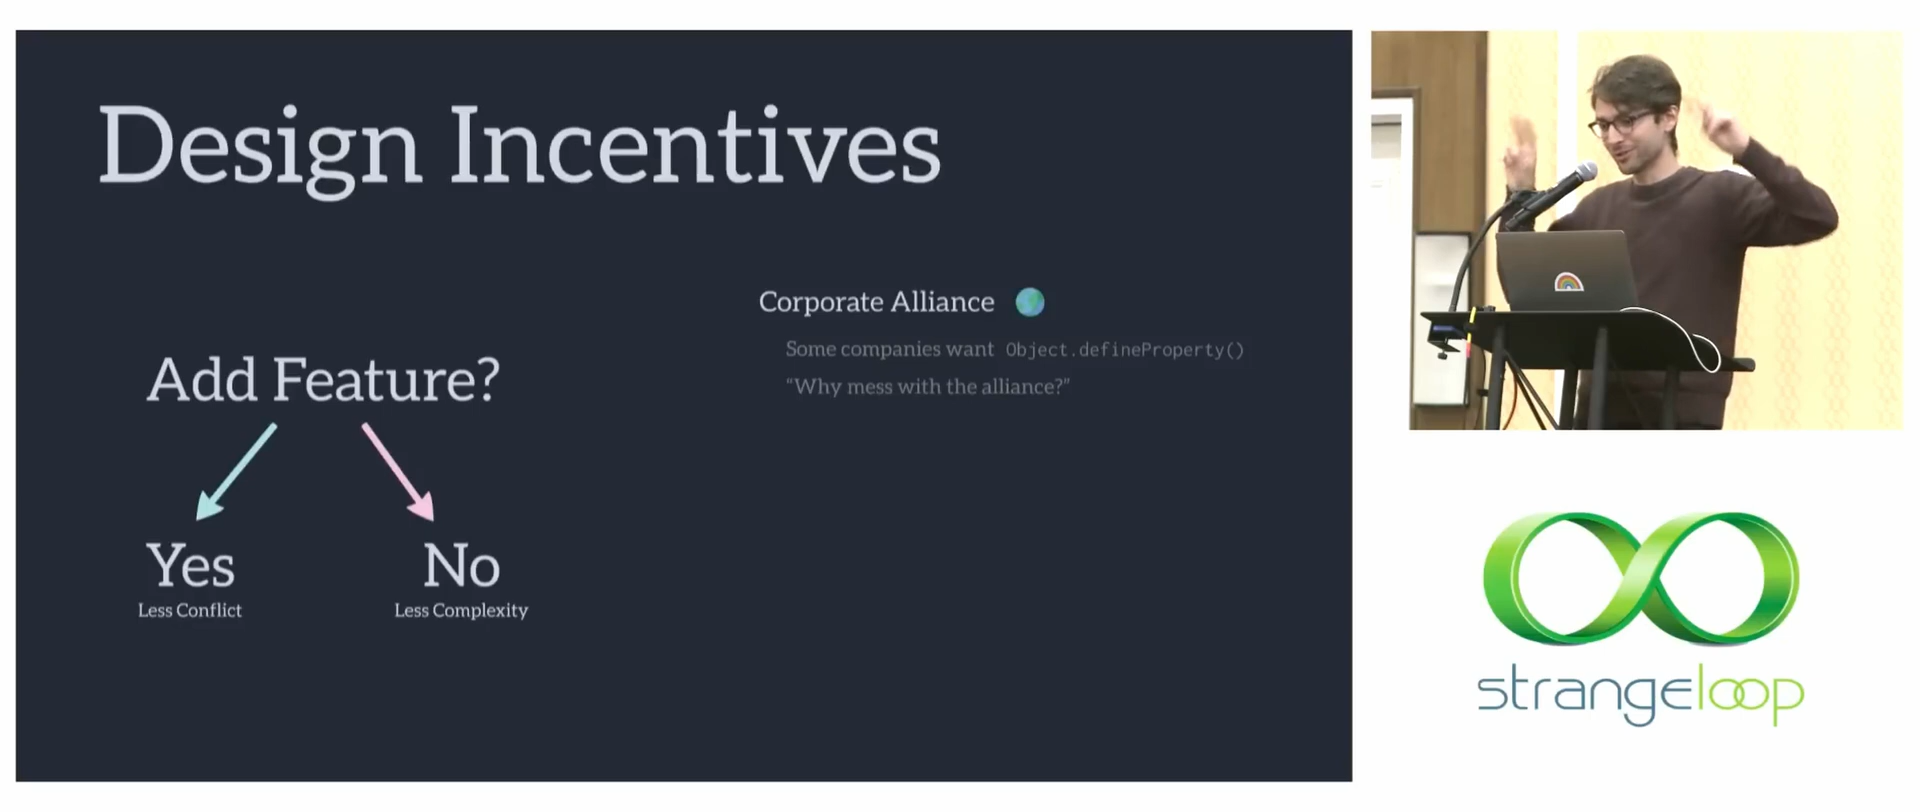 Design Incentives
Corporate Alliance
Some companies want Object.defineProperty()
“Why mess with the alliance?”
Add Feature?
Yes
Less Conflict
No
Less Complexity
strangeloop